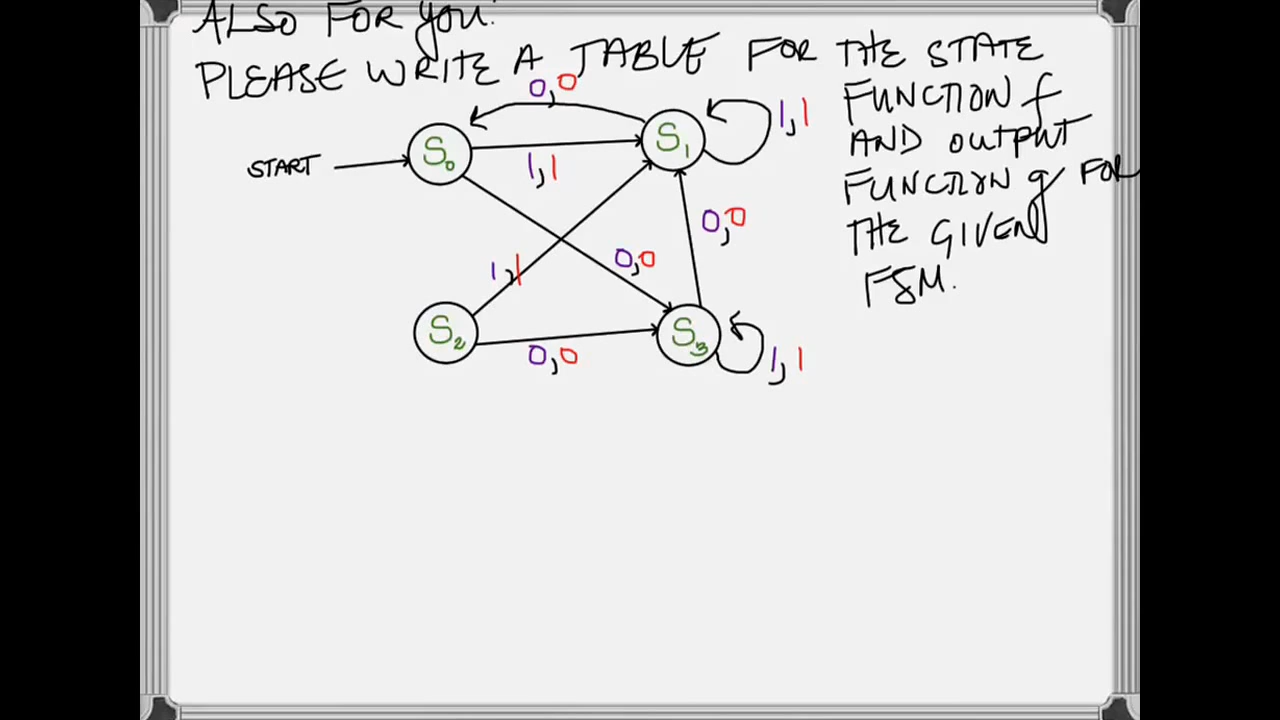 ALSO FOR YOU:
PLEASE WRITE A TABLE FOR THE STATE
FUNCTION f
AND OUTPUT
FUNCTION g FOR
THE GIVEN
FSM.
0,0
START
S0
1,1
S1
1,1
0,0
0,0
1,1
S2
0,0
S3
1,1